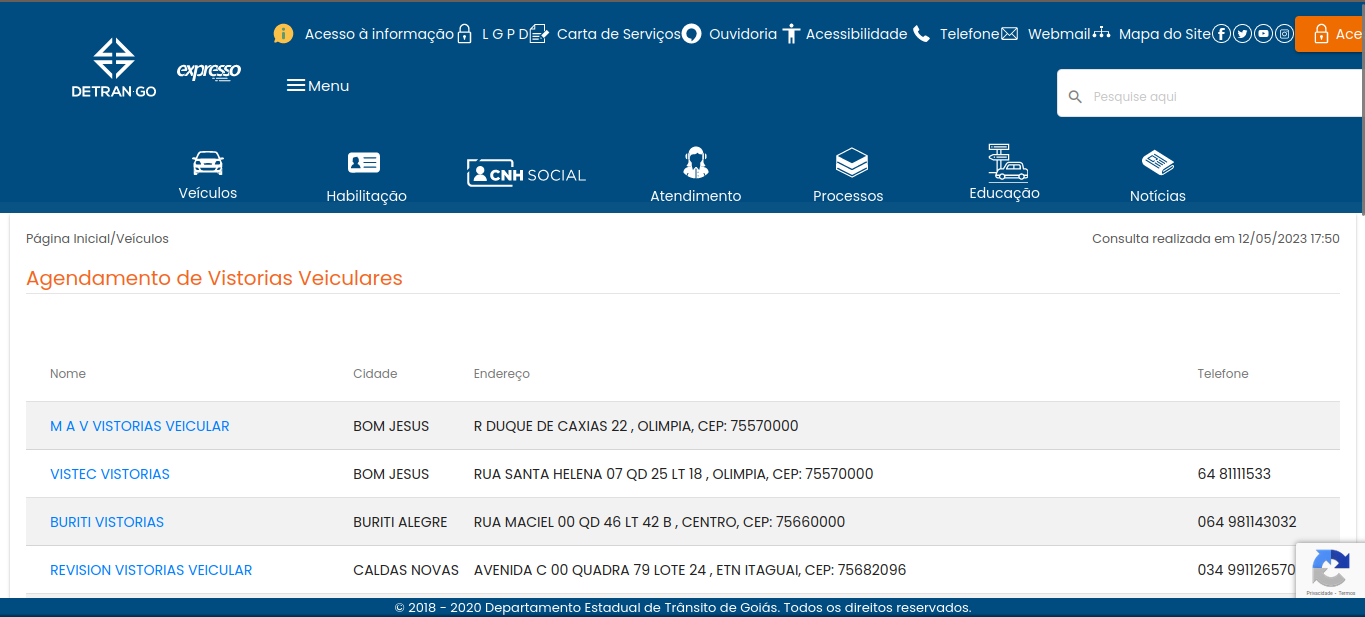 Acesso à informação L G P D Carta de Serviços Ouvidoria Acessibilidade Telefone Webmail Mapa do Site Ace
DETRAN·GO
expresso
Menu
Pesquise aqui
Veículos Habilitação CNH SOCIAL Atendimento Processos Educação Notícias
Página Inicial/Veículos Consulta realizada em 12/05/2023 17:50
Agendamento de Vistorias Veiculares
Nome Cidade Endereço Telefone
M A V VISTORIAS VEICULAR BOM JESUS R DUQUE DE CAXIAS 22 , OLIMPIA, CEP: 75570000
VISTEC VISTORIAS BOM JESUS RUA SANTA HELENA 07 QD 25 LT 18 , OLIMPIA, CEP: 75570000 64 81111533
BURITI VISTORIAS BURITI ALEGRE RUA MACIEL 00 QD 46 LT 42 B , CENTRO, CEP: 75660000 064 981143032
REVISION VISTORIAS VEICULAR CALDAS NOVAS AVENIDA C 00 QUADRA 79 LOTE 24 , ETN ITAGUAI, CEP: 75682096 034 991126570
Privacidade - Termos
© 2018 - 2020 Departamento Estadual de Trânsito de Goiás. Todos os direitos reservados.